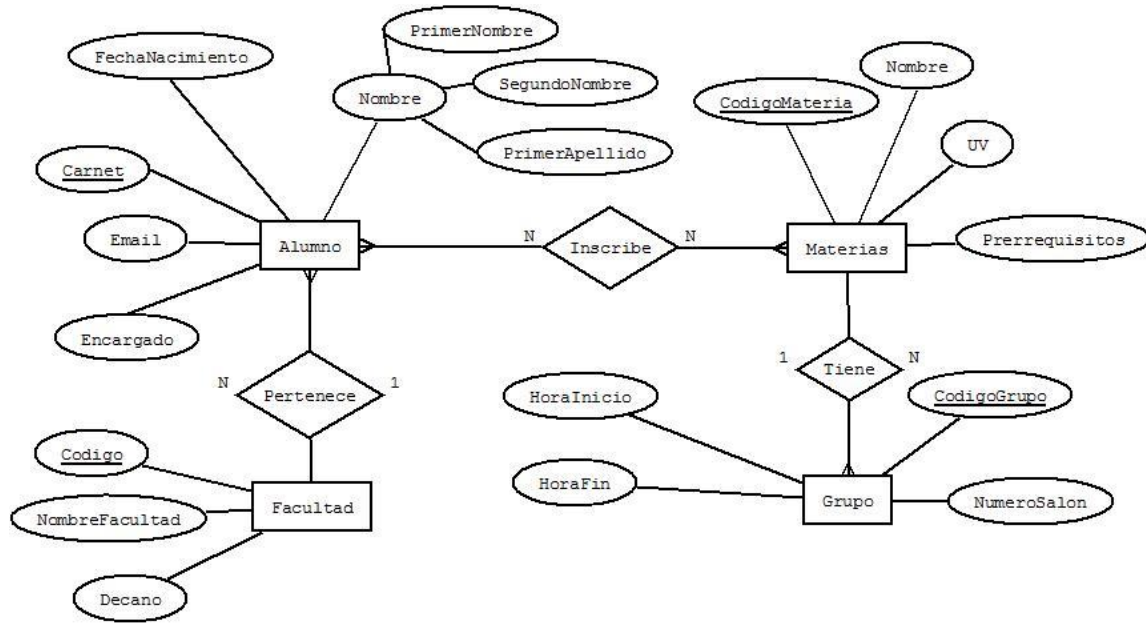 PrimerNombre
FechaNacimiento
Nombre
SegundoNombre
Nombre
CodigoMateria
PrimerApellido
UV
Carnet
Email
Alumno
N
Inscribe
N
Materias
Prerrequisitos
Encargado
1
Tiene
N
N
Pertenece
1
HoraInicio
CodigoGrupo
Codigo
HoraFin
Grupo
NumeroSalon
NombreFacultad
Facultad
Decano